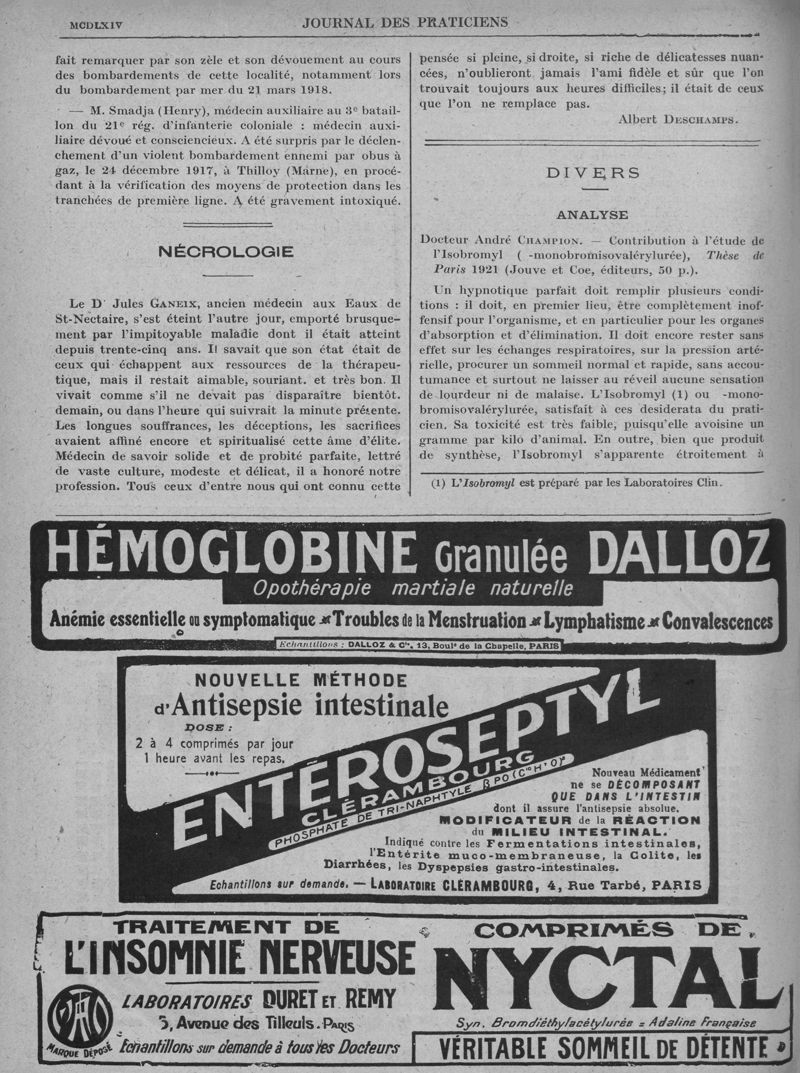 MCDLXIV
JOURNAL DES PRATICIENS
fait remarquer par son zèle et son dévouement au cours
des bombardements de cette localité, notamment lors
du bombardement par mer du 21 mars 1918.
— M. Smadja (Henry), médecin auxiliaire au 3e batail-
lon du 21e rég. d'infanterie coloniale : médecin auxi-
liaire dévoué et consciencieux. A été surpris par le déclen-
chement d'un violent bombardement ennemi par obus à
gaz, le 24 décembre 1917, à Thilloy (Marne), en procé-
dant à la vérification des moyens de protection dans les
tranchées de première ligne. A été gravement intoxiqué.
NÉCROLOGIE
Le Dr Jules GANEIX, ancien médecin aux Eaux de
St-Nectaire, s'est éteint l'autre jour, emporté brusque-
ment par l'impitoyable maladie dont il était atteint
depuis trente-cinq ans. Il savait que son état était de
ceux qui échappent aux ressources de la thérapeu-
tique, mais il restait aimable, souriant. et très bon. Il
vivait comme s'il ne devait pas disparaître bientôt.
demain, ou dans l'heure qui suivrait la minute présente.
Les longues souffrances, les déceptions, les sacrifices
avaient affiné encore et spiritualisé cette âme d'élite.
Médecin de savoir solide et de probité parfaite, lettré
de vaste culture, modeste et délicat, il a honoré notre
profession. Tous ceux d'entre nous qui ont connu cette
pensée si pleine, si droite, si riche de délicatesses nuan-
cées, n'oublieront jamais l'ami fidèle et sûr que l'on
trouvait toujours aux heures difficiles; il était de ceux
que l'on ne remplace pas.
Albert DESCHAMPS.
DIVERS
ANALYSE
Docteur André CHAMPION. — Contribution à l'étude de
l'Isobromyl ( -monobromisovalérylurée), Thèse de
Paris 1921 (Jouve et Coe, éditeurs, 50 p.).
Un hypnotique parfait doit remplir plusieurs condi-
tions : il doit, en premier lieu, être complètement inof-
fensif pour l'organisme, et en particulier pour les organes
d'absorption et d'élimination. Il doit encore rester sans
effet sur les échanges respiratoires, sur la pression arté-
rielle, procurer un sommeil normal et rapide, sans accou-
tumance et surtout ne laisser au réveil aucune sensation
de lourdeur ni de malaise. L'Isobromyl (1) ou -mono-
bromisovalérylurée, satisfait à ces desiderata du prati-
cien. Sa toxicité est très faible, puisqu'elle avoisine un
gramme par kilo d'animal. En outre, bien que produit
de synthèse, l'Isobromyl s'apparente étroitement à
(1) L'Isobromyl est préparé par les Laboratoires Clin.
HÉMOGLOBINE Granulée DALLOZ
Opothérapie martiale naturelle
Anémie essentielle ou symptomatique Troubles de la Menstruation Lymphatisme Convalescences
Echantillons : DALLOZ & Cie, 13, Bould de la Chapelle, PARIS
NOUVELLE MÉTHODE
d'Antisepsie intestinale
DOSE :
2 à 4 comprimés par jour
1 heure avant les repas.
ENTÉROSEPTYL
CLÉRAMBOURG
PHOSPHATE DE TRI-NAPHTYLE β PO(C10H7O)3
Nouveau Médicament
ne se DÉCOMPOSANT
QUE DANS L'INTESTIN
dont il assure l'antisepsie absolue.
MODIFICATEUR de la RÉACTION
du MILIEU INTESTINAL.
Indiqué contre les Fermentations intestinales,
l'Entérite muco-membraneuse, la Colite, les
Diarrhées, les Dyspepsies gastro-intestinales.
Echantillons sur demande. — LABORATOIRE CLÉRAMBOURG, 4, Rue Tarbé, PARIS
TRAITEMENT DE
L'INSOMNIE NERVEUSE
LABORATOIRES DURET ET REMY
5, Avenue des Tilleuls. PARIS
MARQUE DÉPOSÉ
Echantillons sur demande à tous les Docteurs
COMPRIMÉS DE
NYCTAL
Syn. Bromdiéthylacétylurée = Adaline Française
VÉRITABLE SOMMEIL DE DÉTENTE